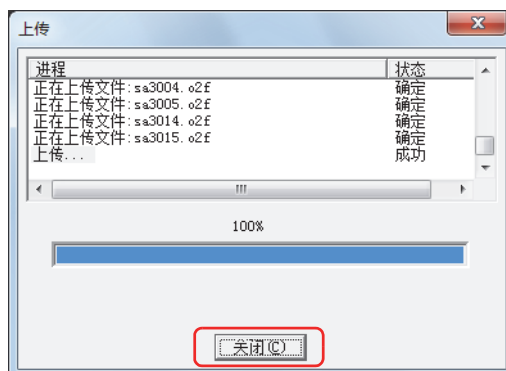 上传
进程 状态
正在上传文件:sa3004.o2f 确定
正在上传文件:sa3005.o2f 确定
正在上传文件:sa3014.o2f 确定
正在上传文件:sa3015.o2f 确定
上传... 成功
100%
关闭(C)